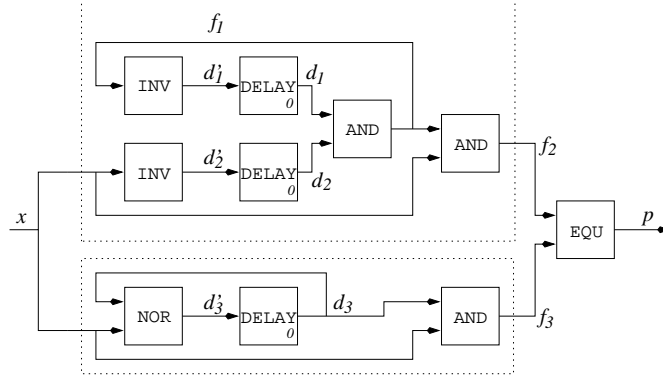 f1
INV d'1 DELAY 0 d1
AND
INV d'2 DELAY 0 d2
AND f2
x
EQU p
NOR d'3 DELAY 0 d3 AND f3